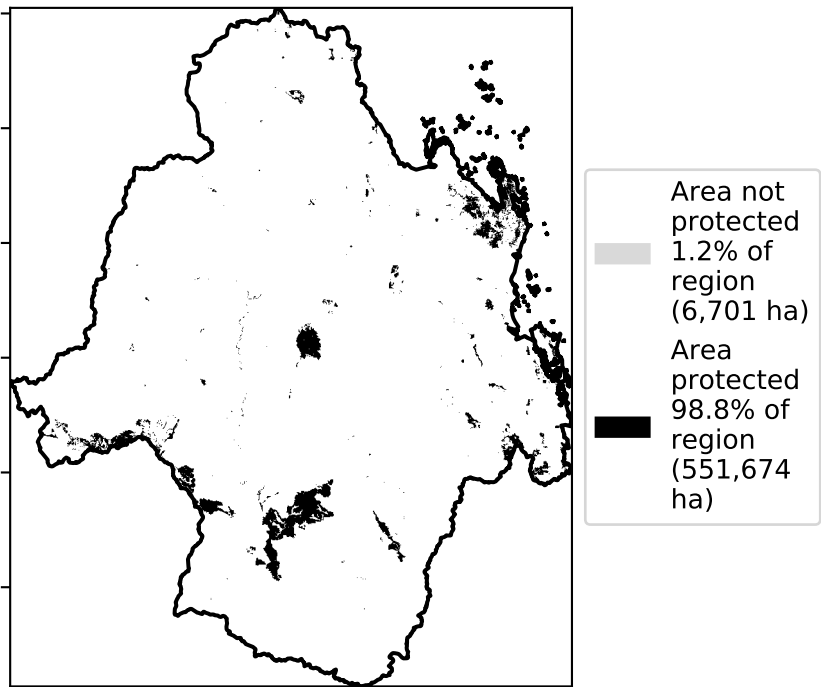 Area not
protected
1.2% of
region
(6,701 ha)
Area
protected
98.8% of
region
(551,674
ha)